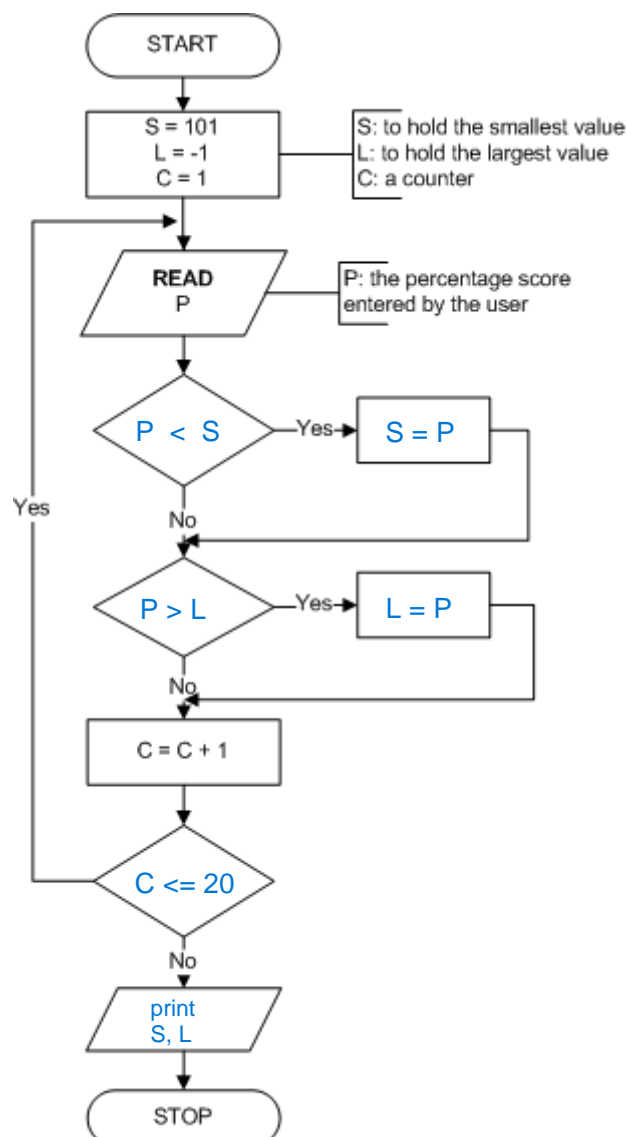 START
S = 101
L = -1
C = 1
S: to hold the smallest value
L: to hold the largest value
C: a counter
READ
P
P: the percentage score
entered by the user
P < S
Yes
S = P
Yes
No
P > L
Yes
L = P
No
C = C + 1
C <= 20
No
print
S, L
STOP